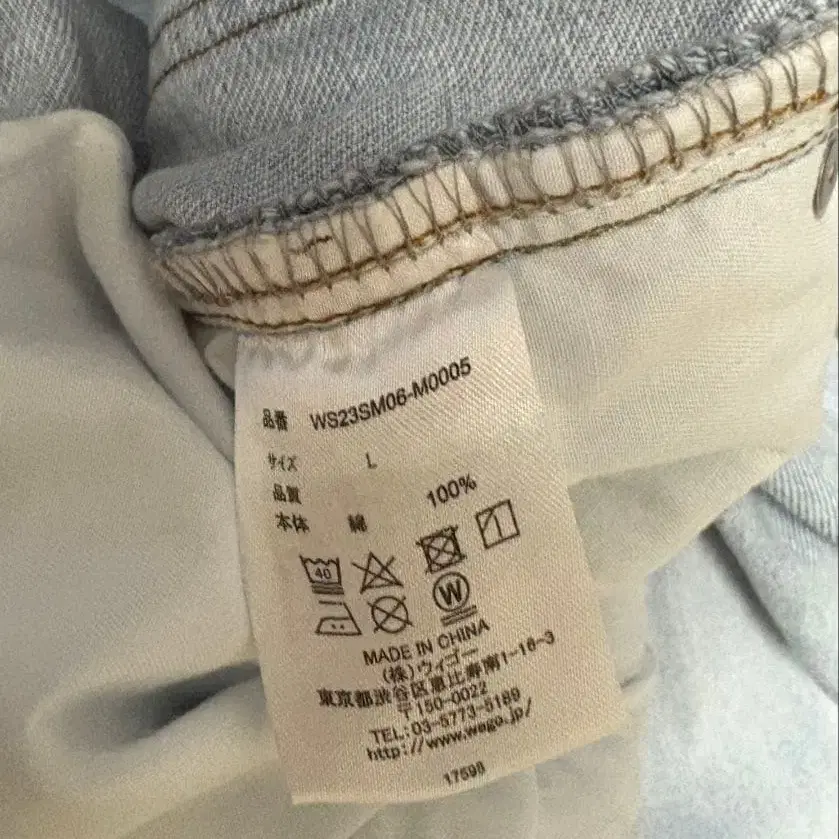 品番 WS23SM06-M0005
サイズ L
品質
本体 綿 100%
40
W
MADE IN CHINA
(株)ウィゴー
東京都渋谷区恵比寿南1-16-3
〒150-0022
TEL:03-5773-5189
http://www.wego.jp/
17598